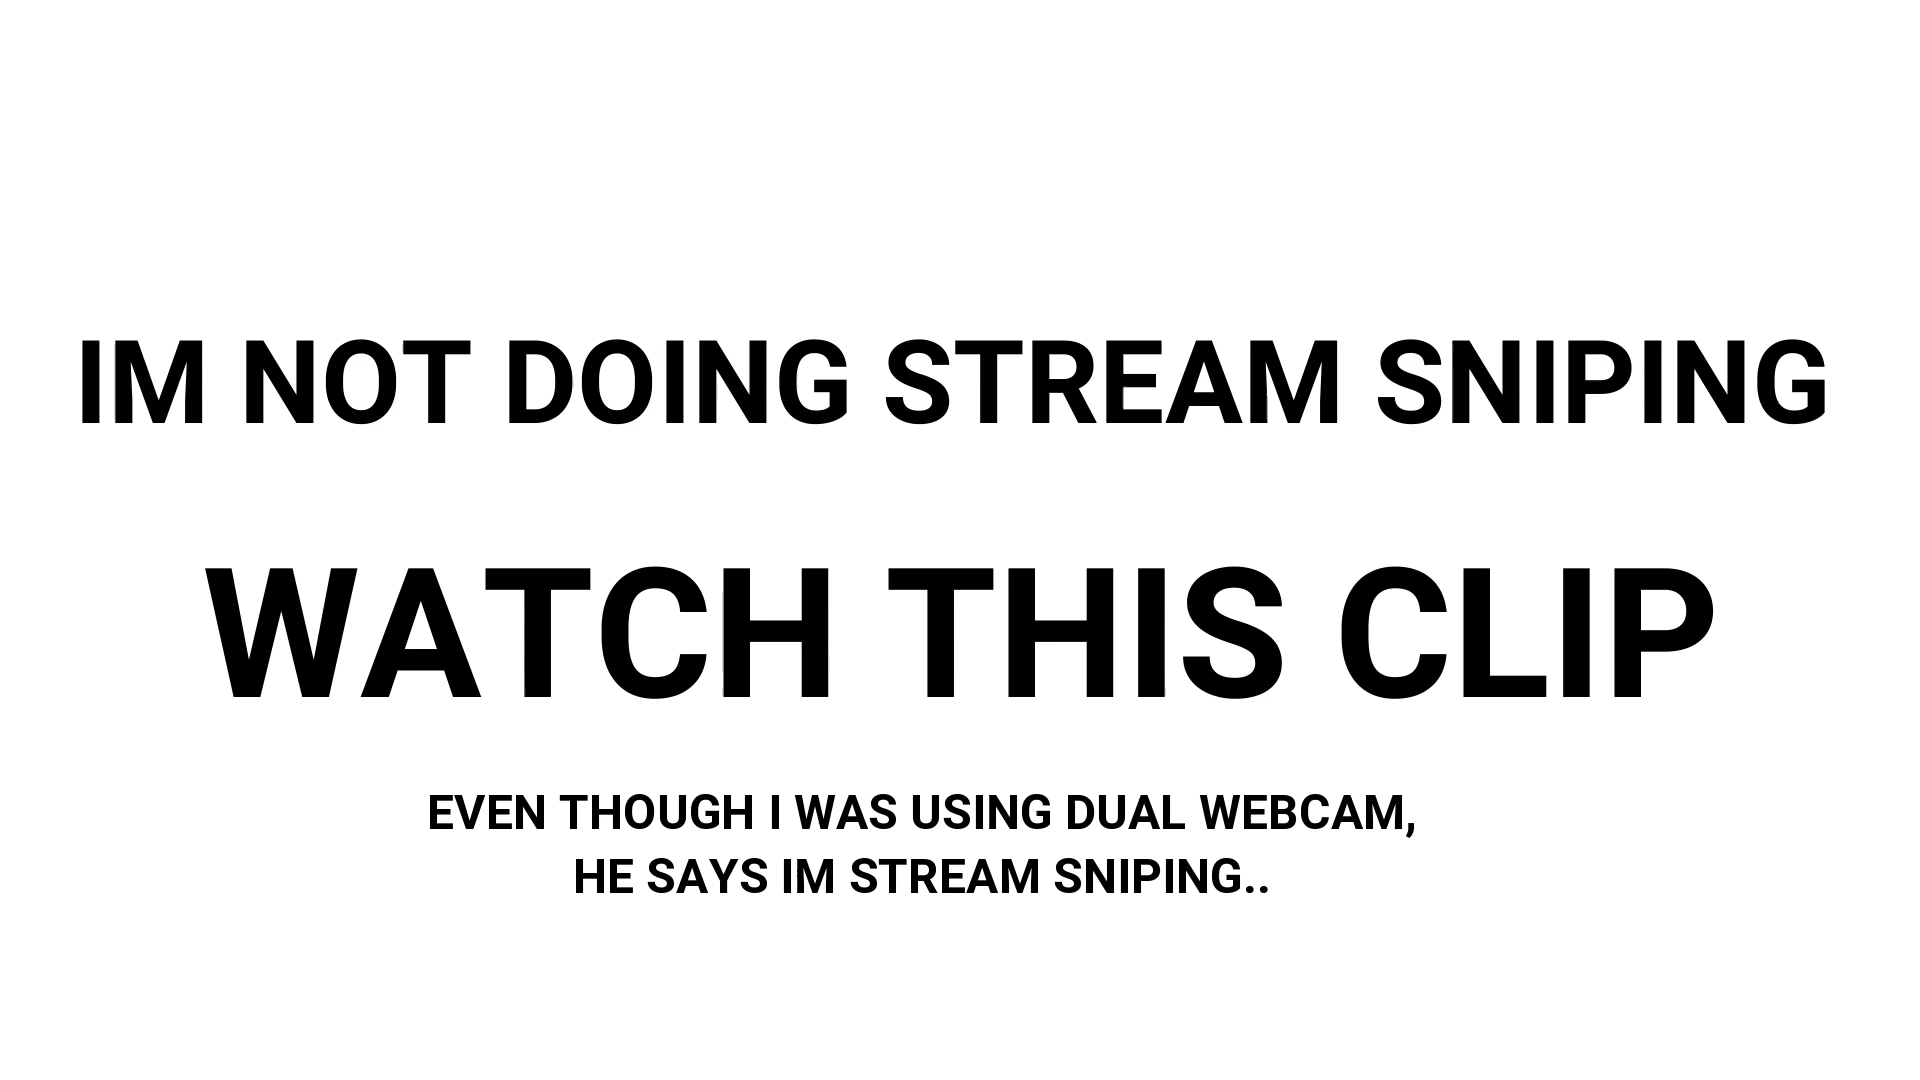 IM NOT DOING STREAM SNIPING
WATCH THIS CLIP
EVEN THOUGH I WAS USING DUAL WEBCAM,
HE SAYS IM STREAM SNIPING..